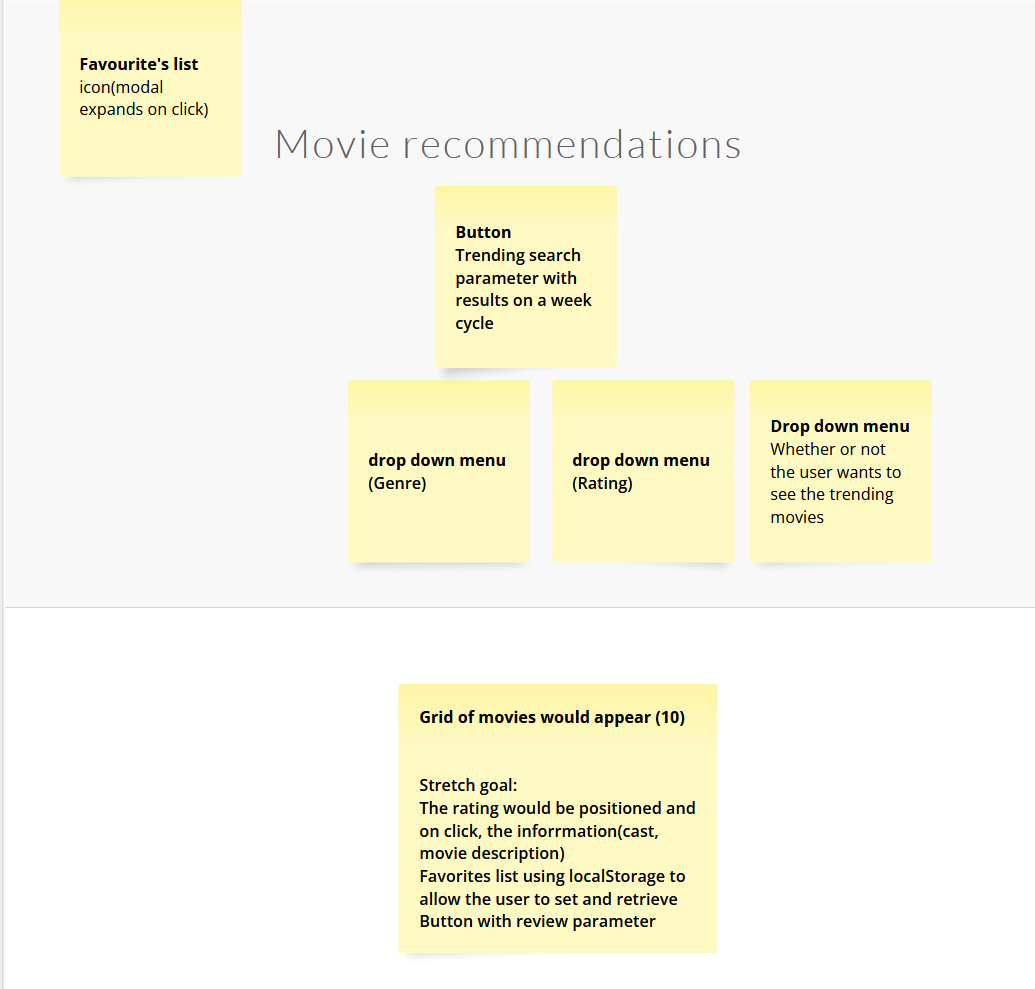 Favourite's list
icon(modal
expands on click)
Movie recommendations
Button
Trending search
parameter with
results on a week
cycle
drop down menu
(Genre)
drop down menu
(Rating)
Drop down menu
Whether or not
the user wants to
see the trending
movies
Grid of movies would appear (10)
Stretch goal:
The rating would be positioned and
on click, the inforrmation(cast,
movie description)
Favorites list using localStorage to
allow the user to set and retrieve
Button with review parameter